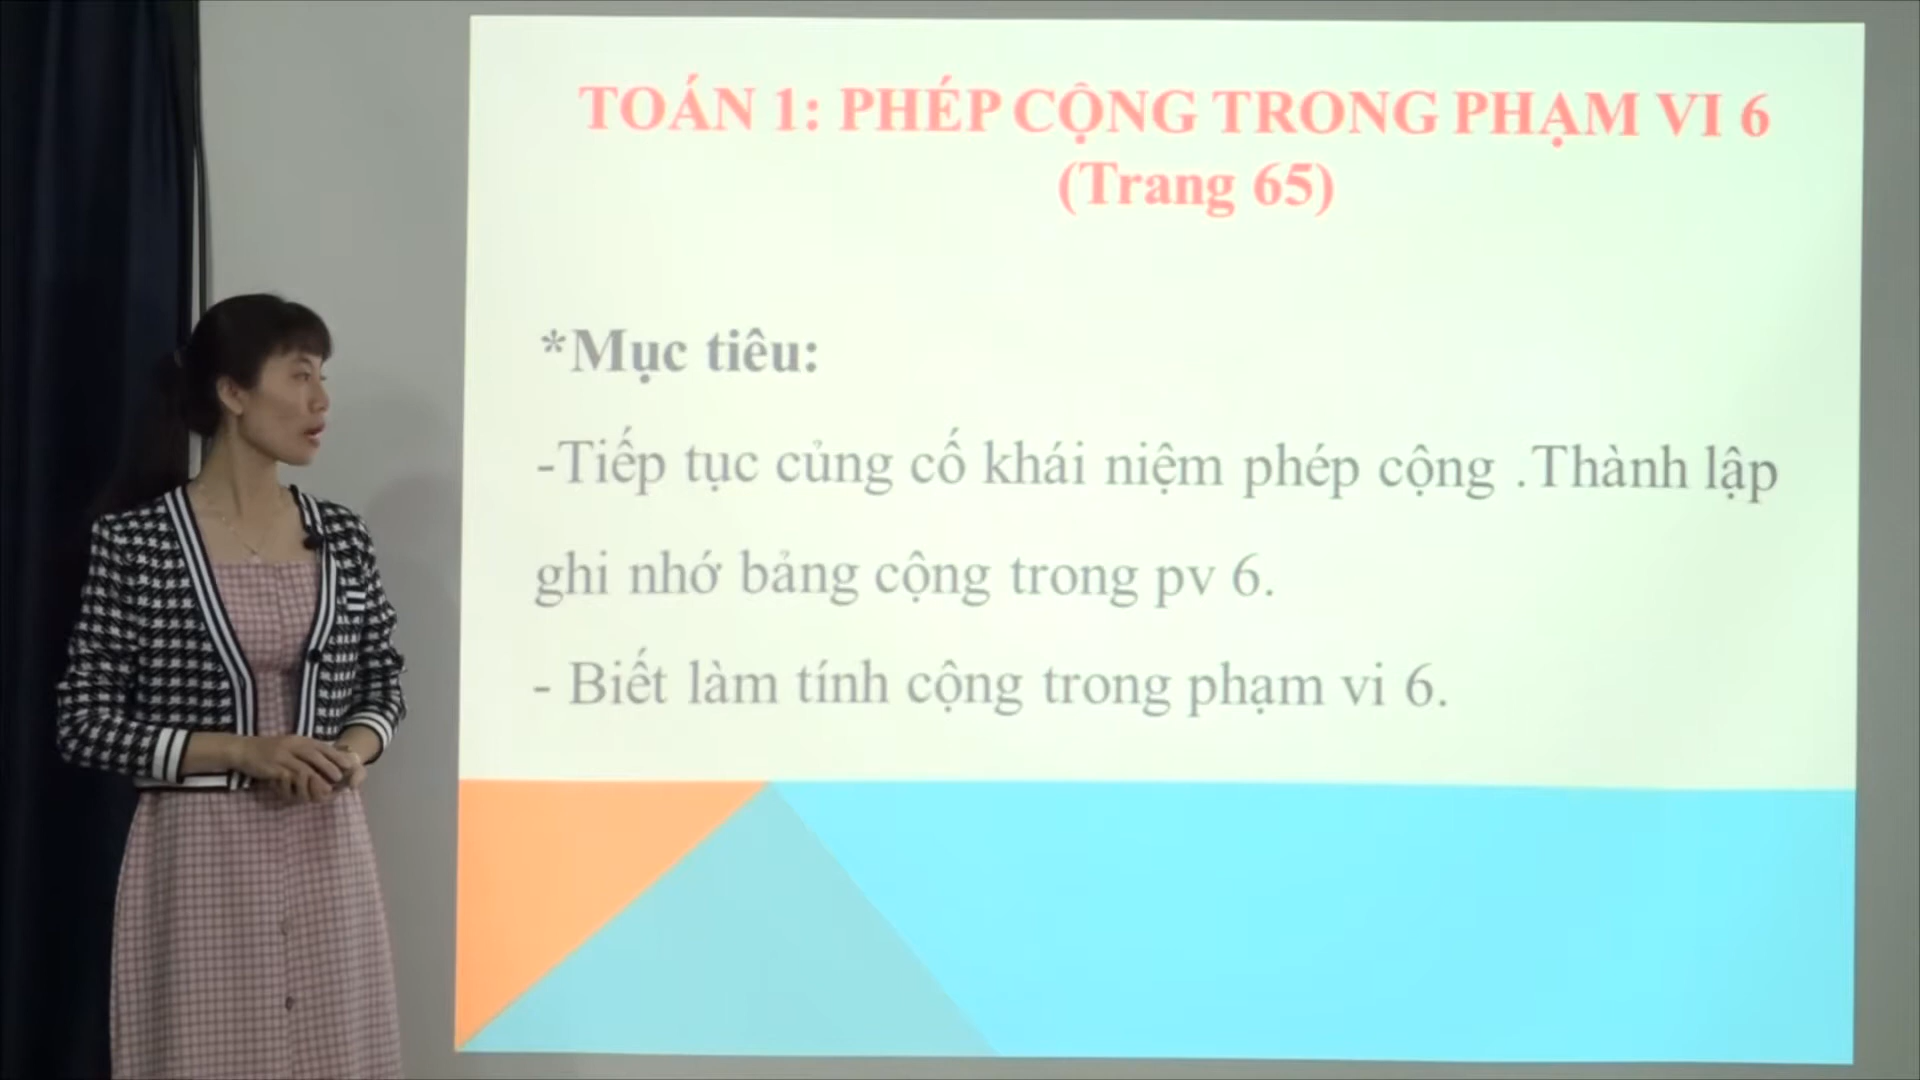 TOÁN 1: PHÉP CỘNG TRONG PHẠM VI 6
(Trang 65)
*Mục tiêu:
-Tiếp tục củng cố khái niệm phép cộng .Thành lập
ghi nhớ bảng cộng trong pv 6.
- Biết làm tính cộng trong phạm vi 6.